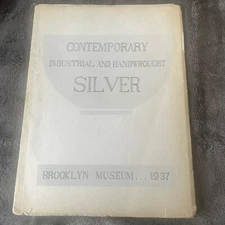 CONTEMPORARY
INDUSTRIAL AND HANDWROUGHT
SILVER
BROOKLYN MUSEUM... 1937